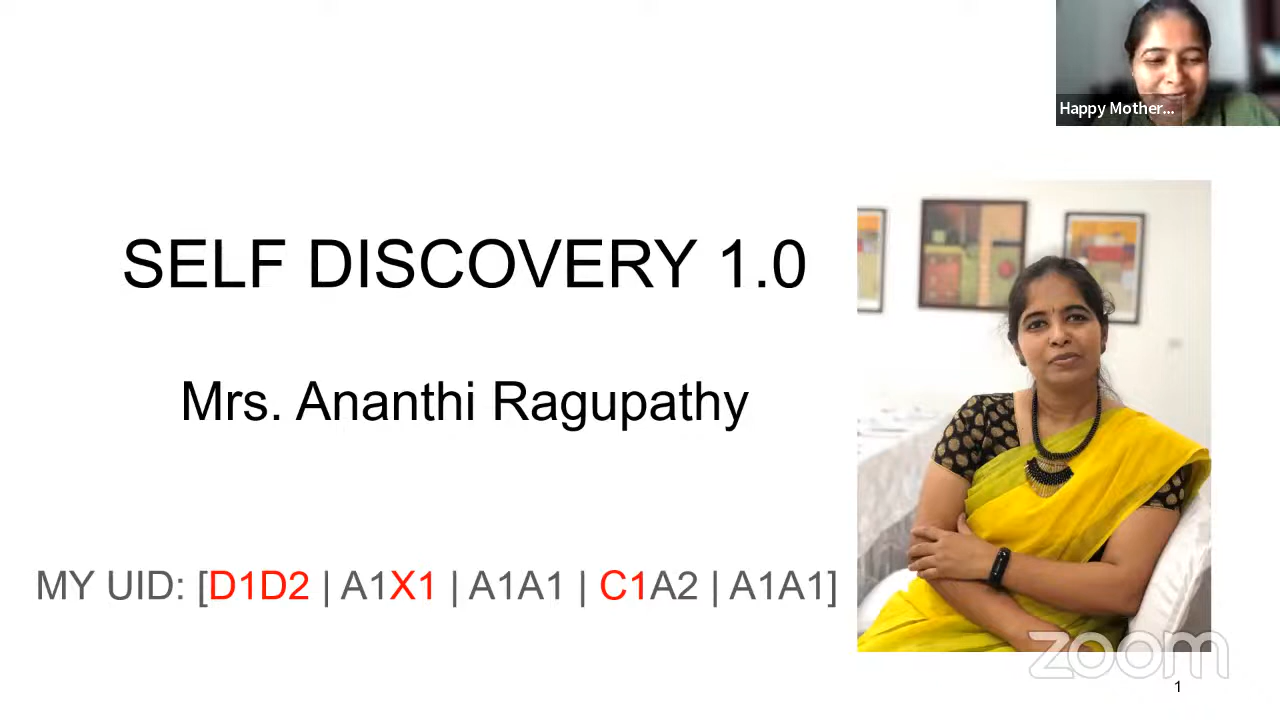 Happy Mother...
SELF DISCOVERY 1.0
Mrs. Ananthi Ragupathy
MY UID: [D1D2 | A1X1 | A1A1 | C1A2 | A1A1]
zoom
1